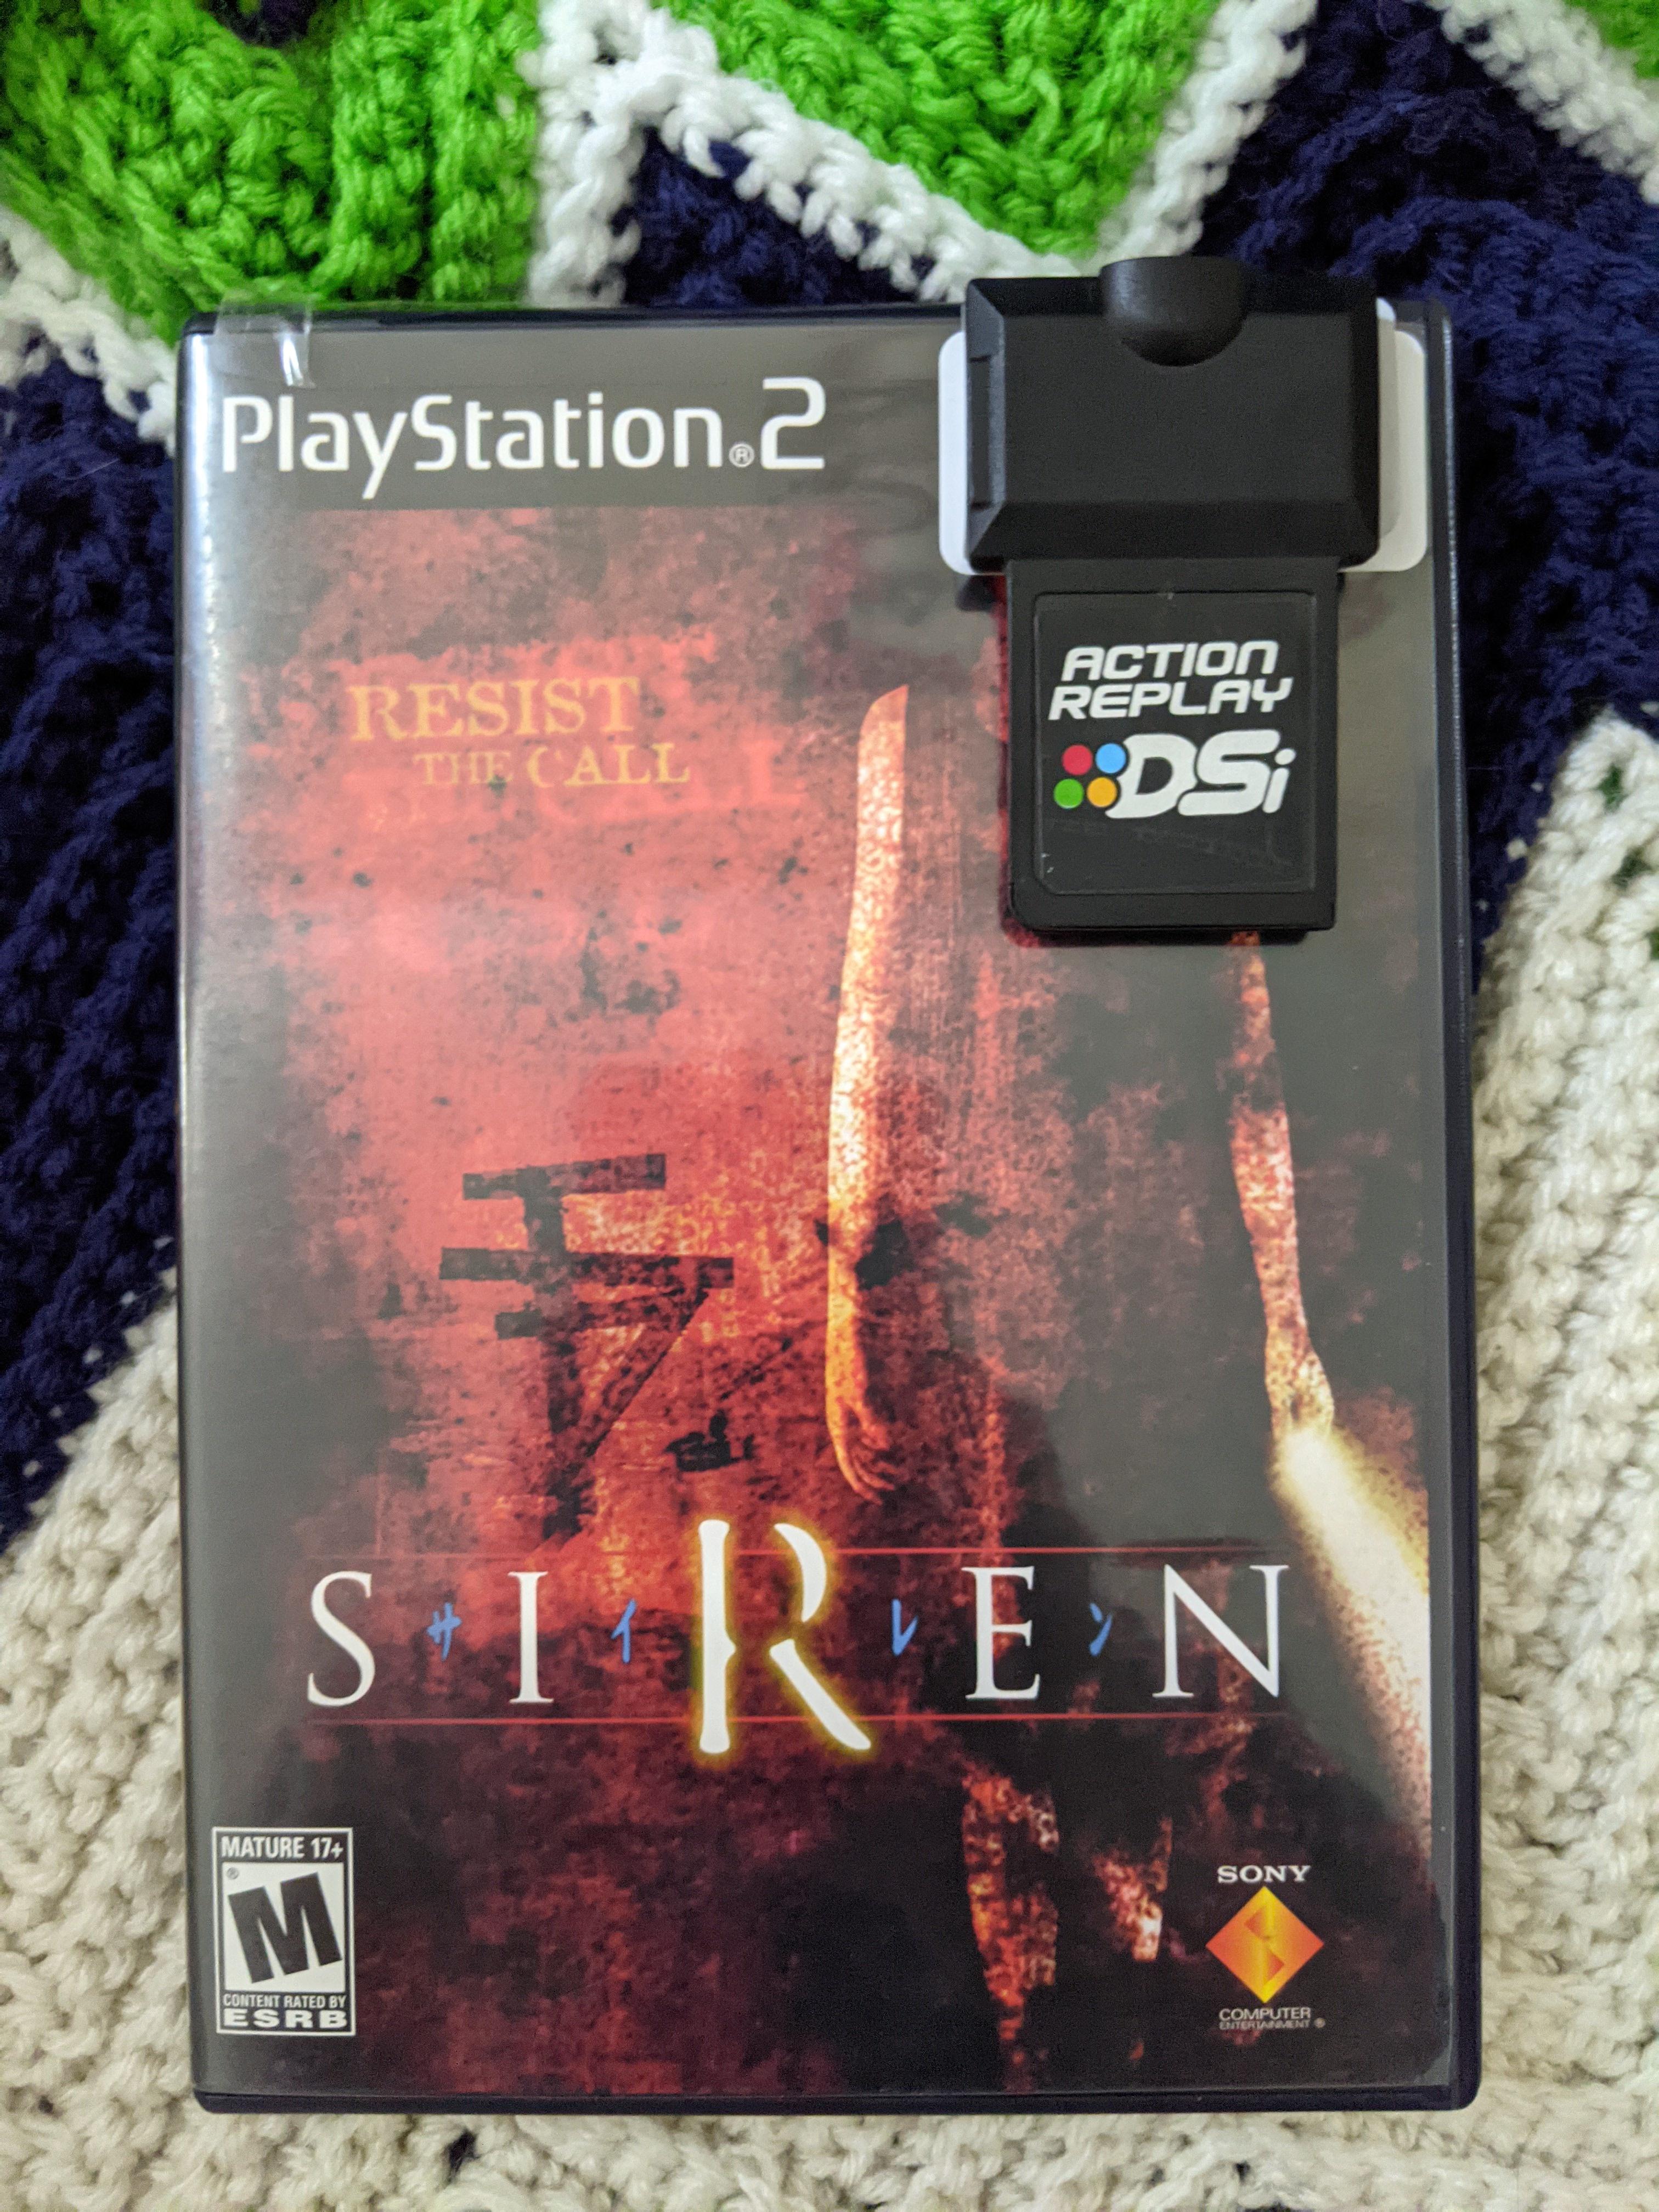 PlayStation®2
ACTION
REPLAY
DSi
RESIST
THE CALL
SIREN
サイレン
MATURE 17+
®
M
CONTENT RATED BY
ESRB
SONY
COMPUTER
ENTERTAINMENT ®